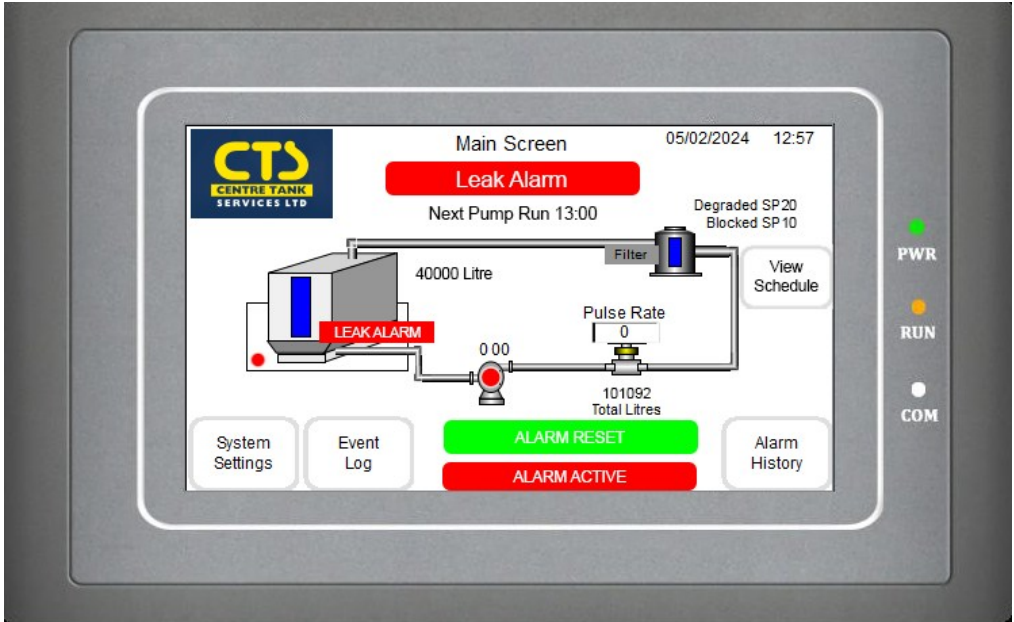 CTS
CENTRE TANK
SERVICES LTD
Main Screen
05/02/2024 12:57
Leak Alarm
Next Pump Run 13:00
Degraded SP20
Blocked SP10
Filter
40000 Litre
View
Schedule
LEAK ALARM
Pulse Rate
0
0 00
101092
Total Litres
System
Settings
Event
Log
ALARM RESET
ALARM ACTIVE
Alarm
History
PWR
RUN
COM